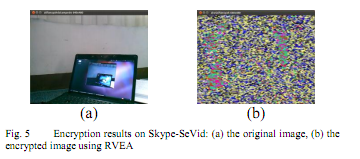 (a)
(b)
Fig. 5 Encryption results on Skype-SeVid: (a) the original image, (b) the
encrypted image using RVEA